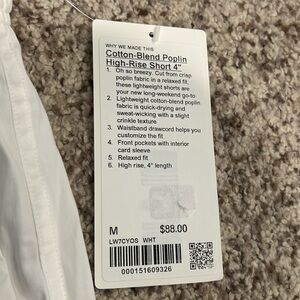 WHY WE MADE THIS
Cotton-Blend Poplin
High-Rise Short 4"
1. Oh so breezy. Cut from crisp
poplin fabric in a relaxed fit,
these lightweight shorts are
your new long-weekend go-to
2. Lightweight cotton-blend poplin
fabric is quick-drying and
sweat-wicking with a slight
crinkle texture
3. Waistband drawcord helps you
customize the fit
4. Front pockets with interior
card sleeve
5. Relaxed fit
6. High rise, 4" length
M $88.00
LW7CYOS WHT
000151609326